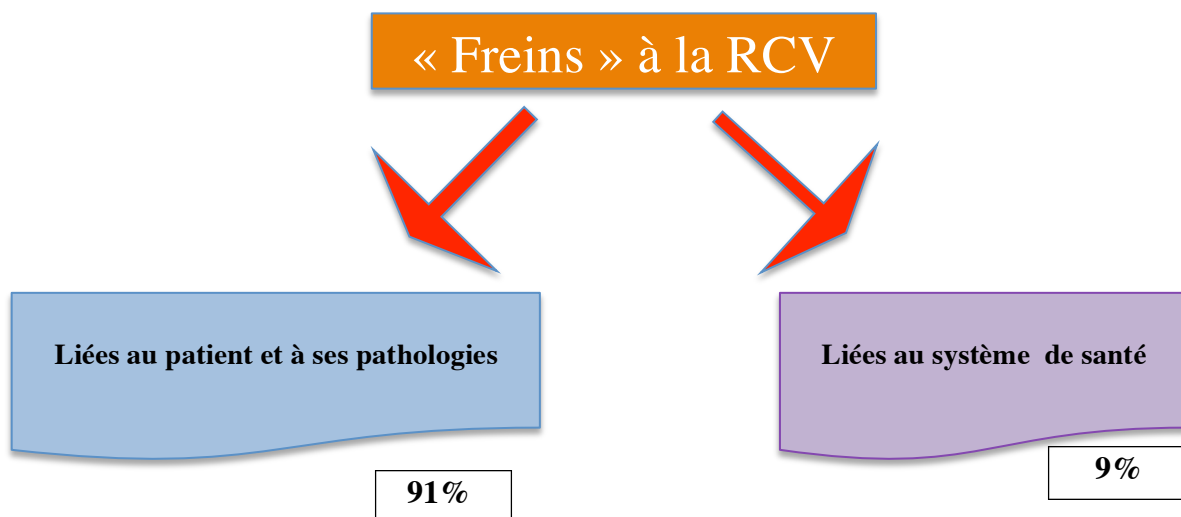 « Freins » à la RCV
Liées au patient et à ses pathologies
Liées au système  de santé
91%
9%